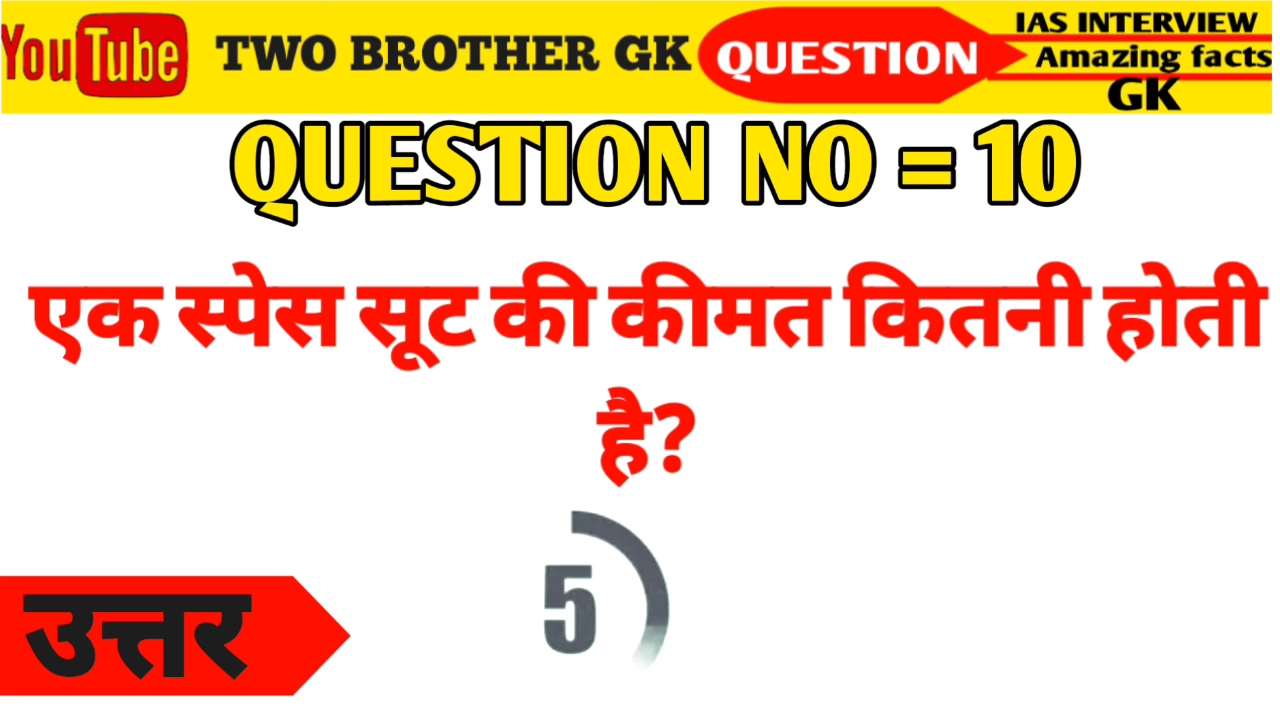 YouTube TWO BROTHER GK QUESTION IAS INTERVIEW
Amazing facts
GK
QUESTION NO = 10
एक स्पेस सूट की कीमत कितनी होती
है?
5
उत्तर